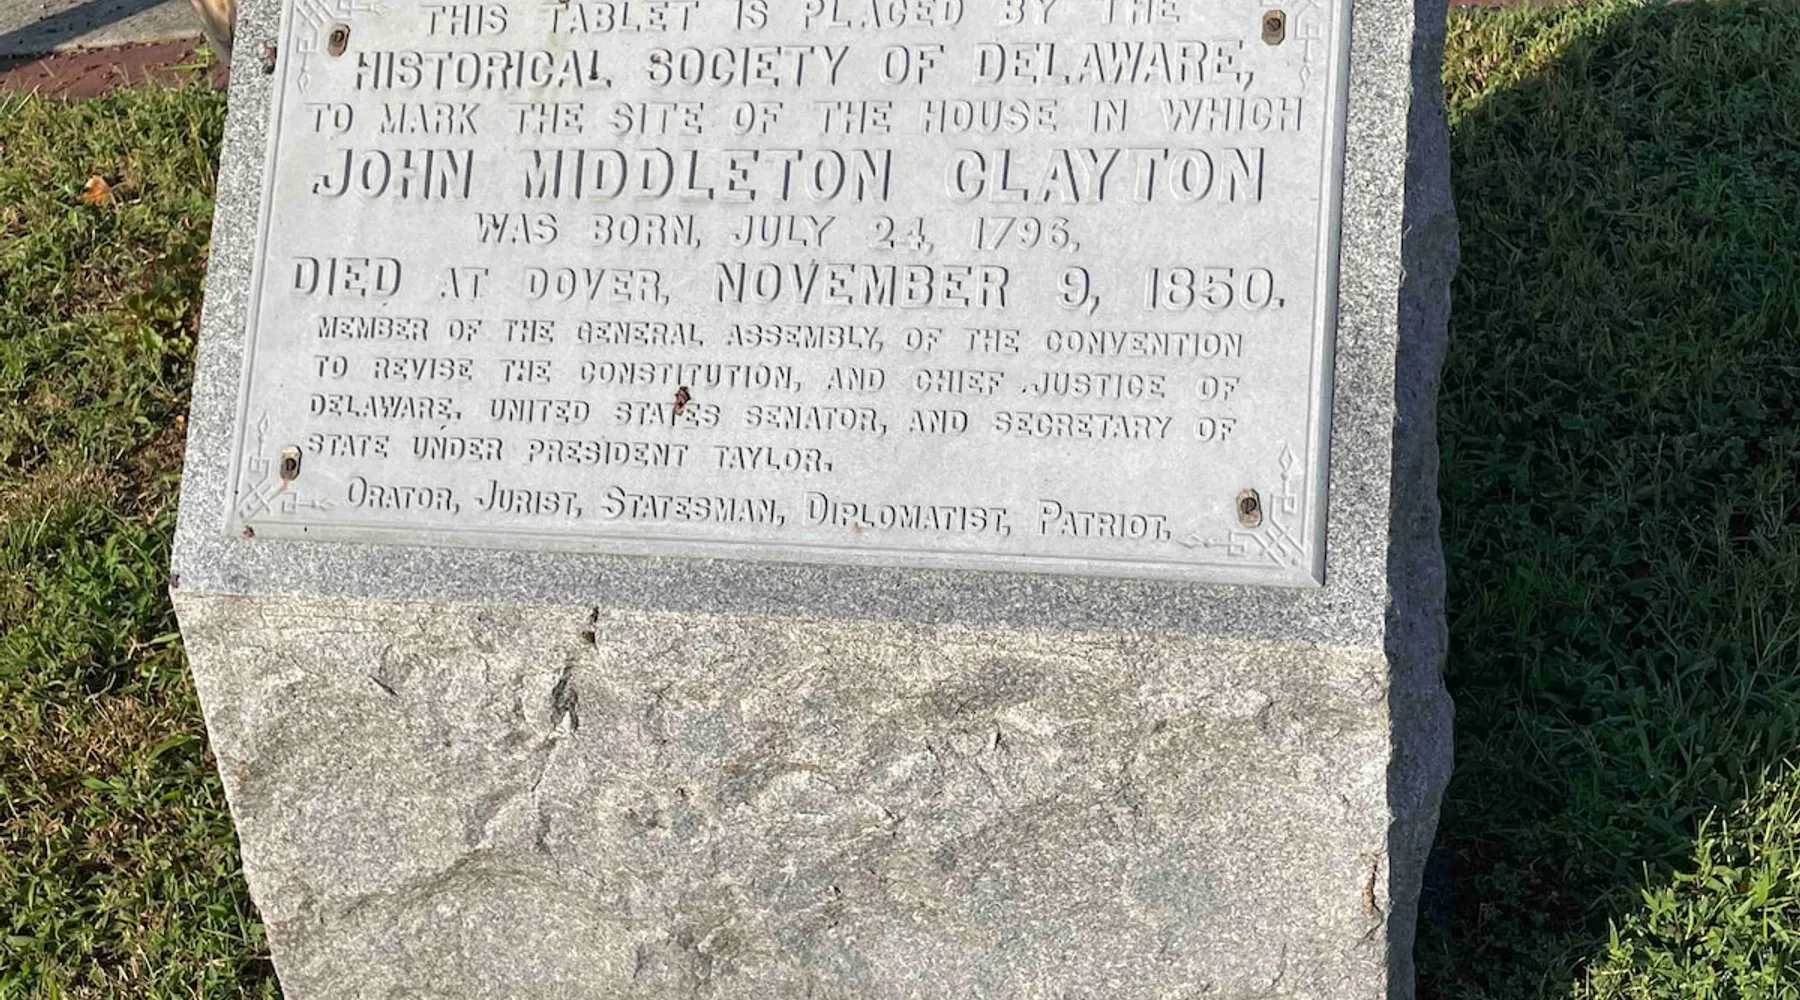 THIS TABLET IS PLACED BY THE
HISTORICAL SOCIETY OF DELAWARE,
TO MARK THE SITE OF THE HOUSE IN WHICH
JOHN MIDDLETON CLAYTON
WAS BORN, JULY 24, 1796,
DIED AT DOVER, NOVEMBER 9, 1850.
MEMBER OF THE GENERAL ASSEMBLY, OF THE CONVENTION
TO REVISE THE CONSTITUTION, AND CHIEF JUSTICE OF
DELAWARE, UNITED STATES SENATOR, AND SECRETARY OF
STATE UNDER PRESIDENT TAYLOR.
ORATOR, JURIST, STATESMAN, DIPLOMATIST, PATRIOT.